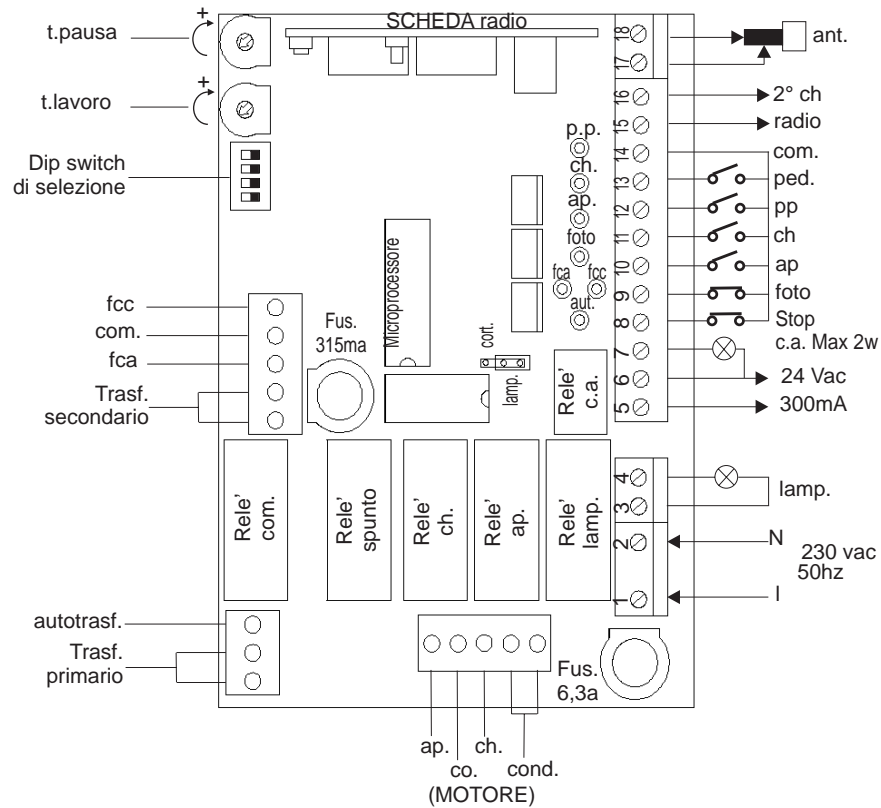 SCHEDA radio
t.pausa
+
t.lavoro
+
Dip switch
di selezione
fcc
com.
fca
Trasf.
secondario
Fus.
315ma
Microprocessore
cort.
lamp.
p.p.
ch.
ap.
foto
fca
fcc
aut.
Rele'
c.a.
Rele'
com.
Rele'
spunto
Rele'
ch.
Rele'
ap.
Rele'
lamp.
18
17
16
15
14
13
12
11
10
9
8
7
6
5
4
3
2
1
ant.
2° ch
radio
com.
ped.
pp
ch
ap
foto
Stop
c.a. Max 2w
24 Vac
300mA
lamp.
N
230 vac
50hz
l
autotrasf.
Trasf.
primario
Fus.
6,3a
ap.
co.
ch.
cond.
(MOTORE)